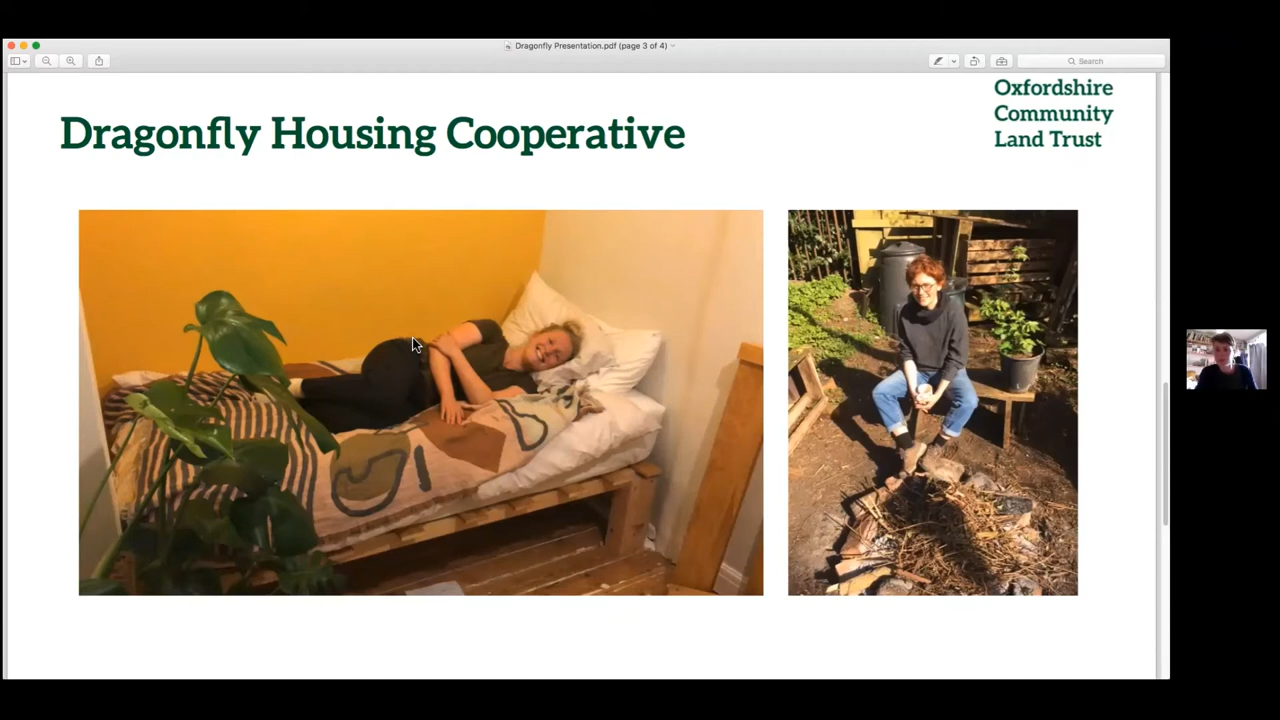 Dragonfly Presentation.pdf (page 3 of 4)
Search
Oxfordshire
Community
Land Trust
Dragonfly Housing Cooperative